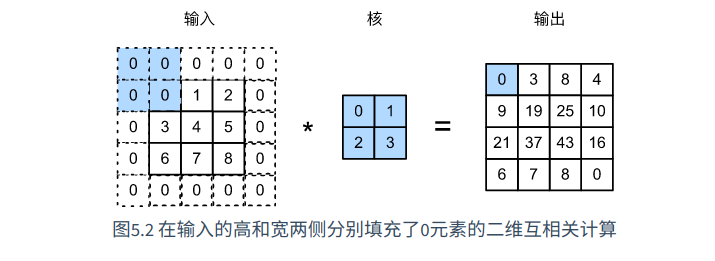 输入 核 输出
0 0 0 0 0
0 0 1 2 0 0 1 0 3 8 4
0 3 4 5 0 * 2 3 = 9 19 25 10
0 6 7 8 0 21 37 43 16
0 0 0 0 0 6 7 8 0
图5.2 在输入的高和宽两侧分别填充了0元素的二维互相关计算